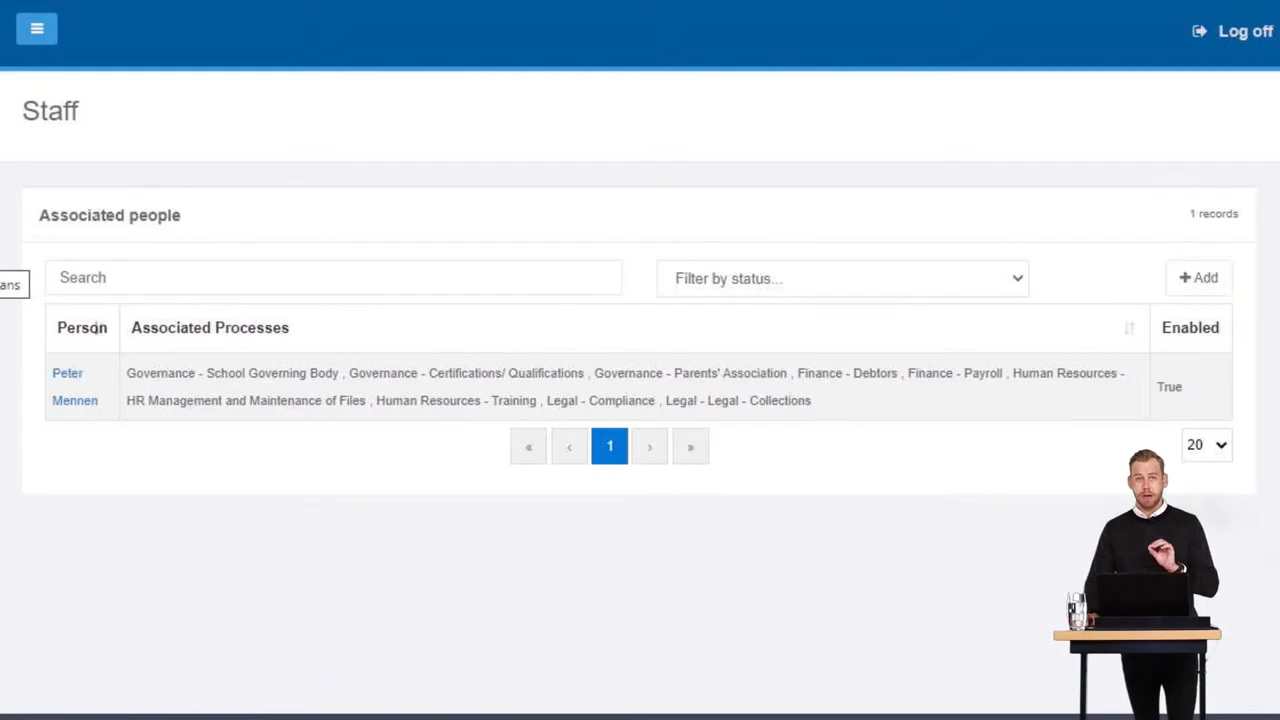 Log off
Staff
Associated people
1 records
ans
Search
Filter by status...
+ Add
Person
Associated Processes
Enabled
Peter Mennen
Governance - School Governing Body , Governance - Certifications/ Qualifications , Governance - Parents' Association , Finance - Debtors , Finance - Payroll , Human Resources -
HR Management and Maintenance of Files , Human Resources - Training , Legal - Compliance , Legal - Legal - Collections
True
« ‹ 1 › »
20